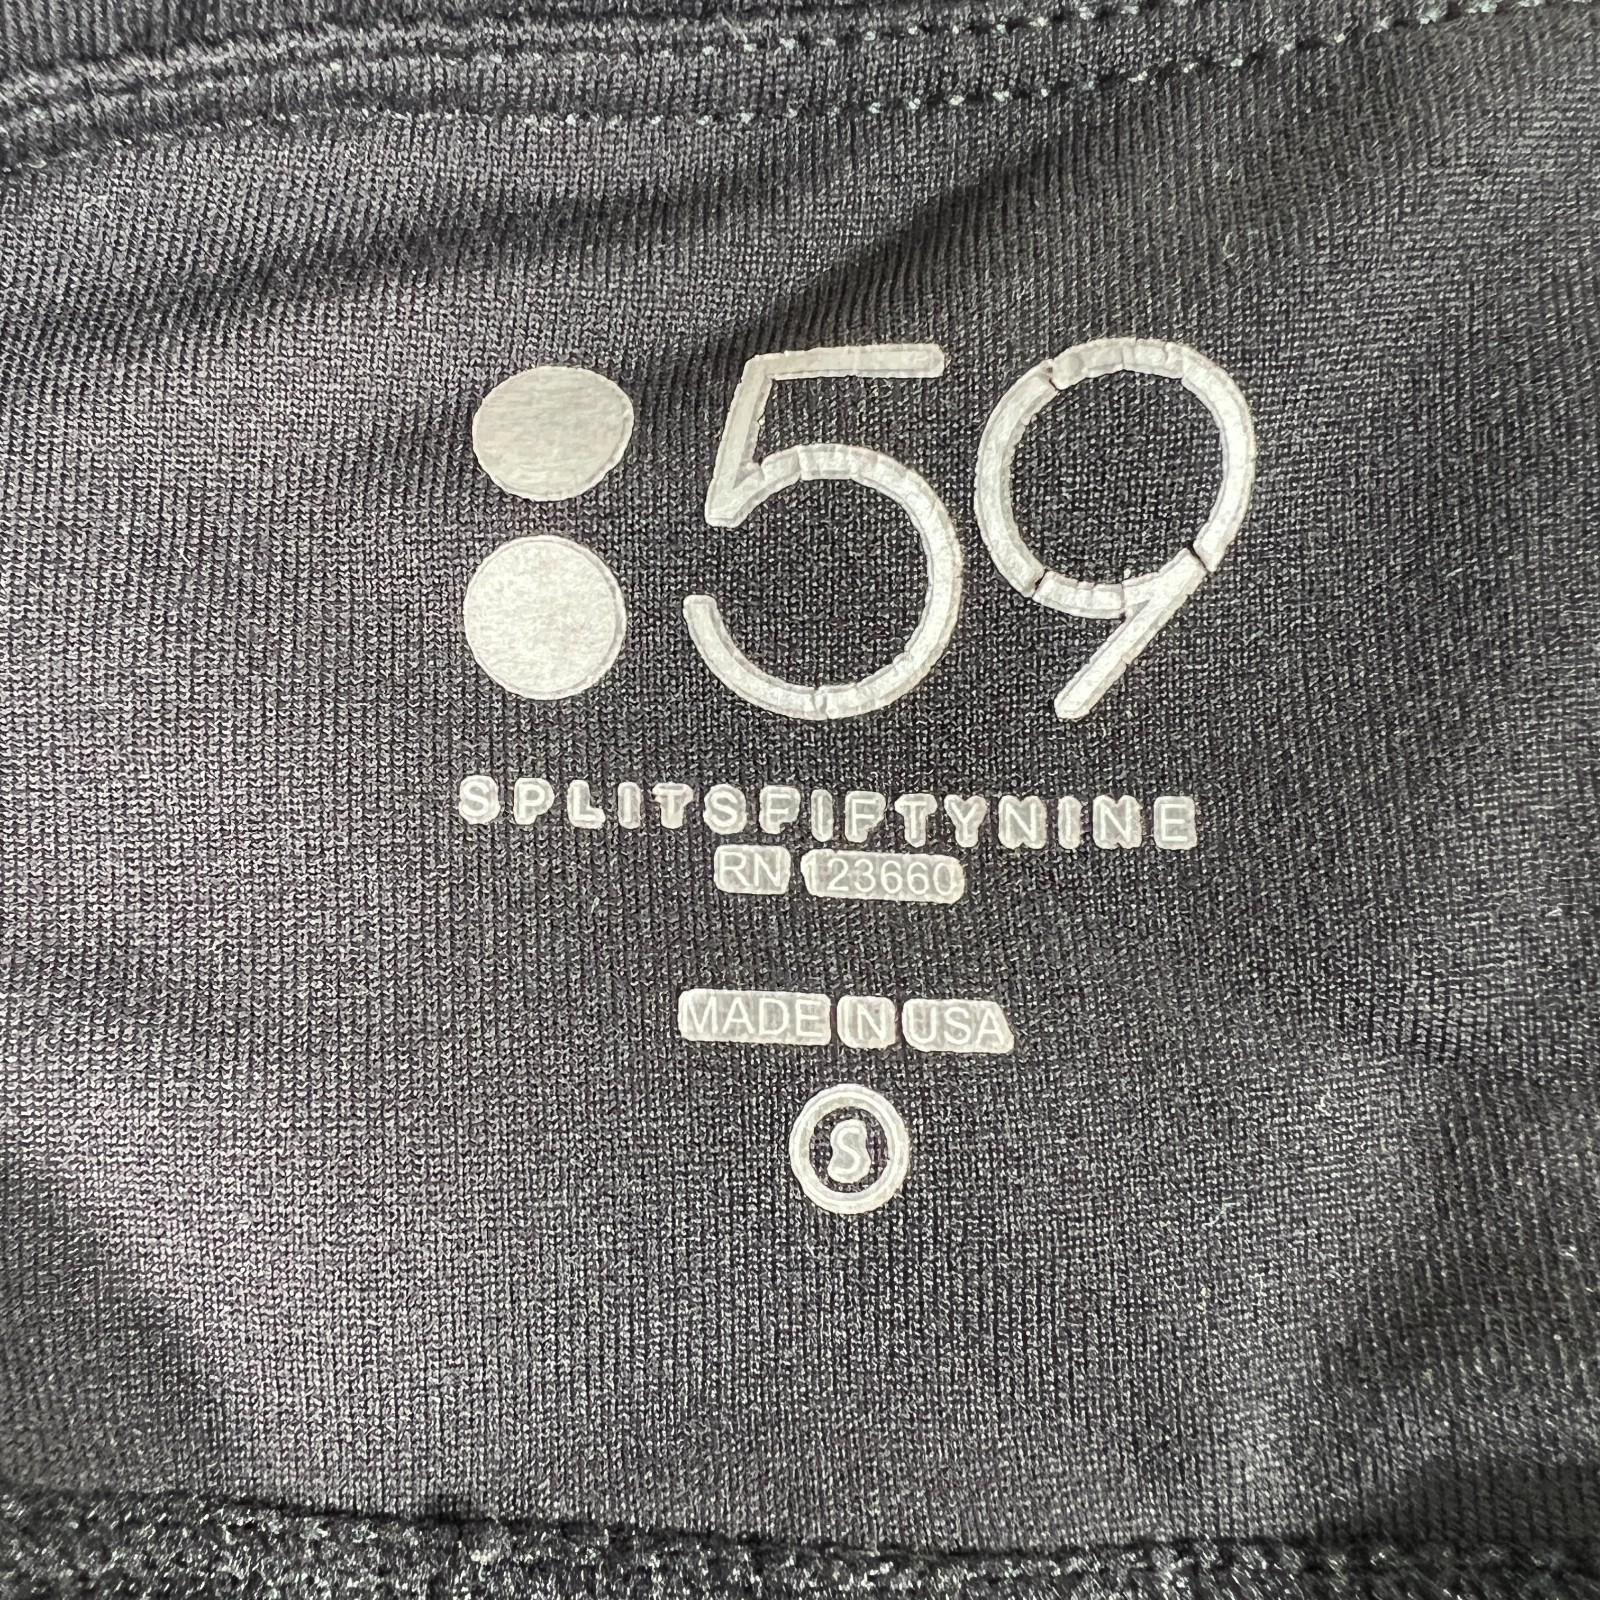 :59
SPLITSFIFTYNINE
RN 123660
MADE IN USA
S